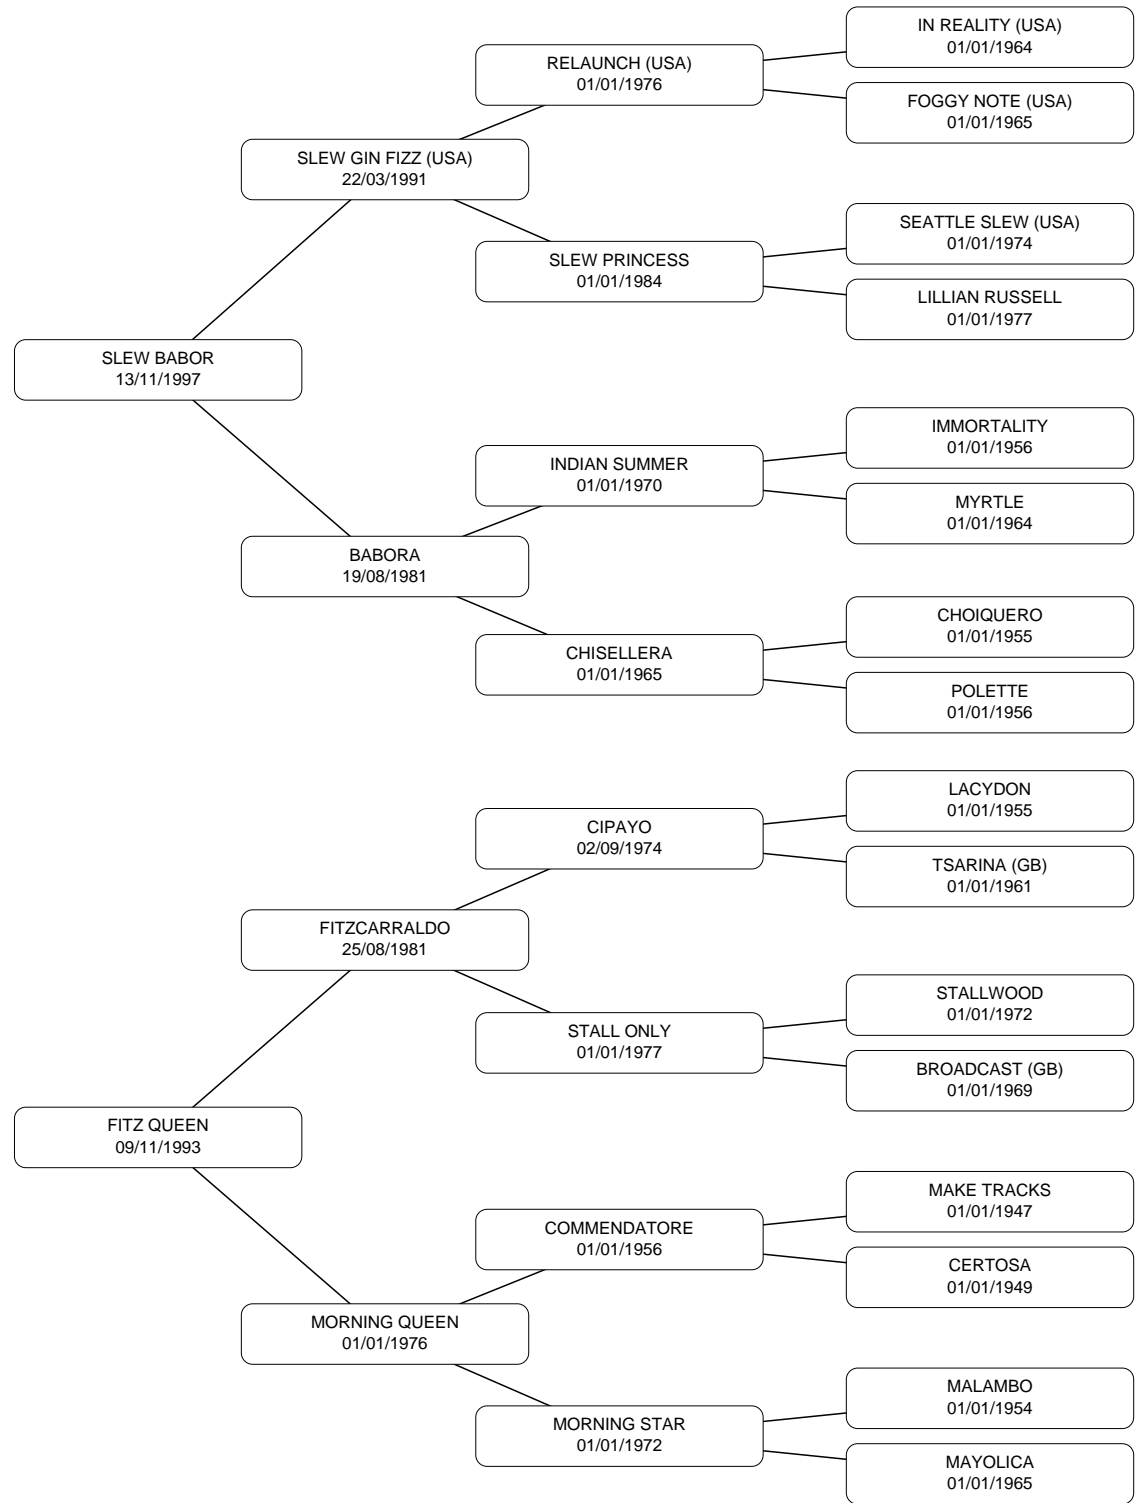 IN REALITY (USA)
01/01/1964
RELAUNCH (USA)
01/01/1976
FOGGY NOTE (USA)
01/01/1965
SLEW GIN FIZZ (USA)
22/03/1991
SEATTLE SLEW (USA)
01/01/1974
SLEW PRINCESS
01/01/1984
LILLIAN RUSSELL
01/01/1977
SLEW BABOR
13/11/1997
IMMORTALITY
01/01/1956
INDIAN SUMMER
01/01/1970
MYRTLE
01/01/1964
BABORA
19/08/1981
CHOIQUERO
01/01/1955
CHISELLERA
01/01/1965
POLETTE
01/01/1956
LACYDON
01/01/1955
CIPAYO
02/09/1974
TSARINA (GB)
01/01/1961
FITZCARRALDO
25/08/1981
STALLWOOD
01/01/1972
STALL ONLY
01/01/1977
BROADCAST (GB)
01/01/1969
FITZ QUEEN
09/11/1993
MAKE TRACKS
01/01/1947
COMMENDATORE
01/01/1956
CERTOSA
01/01/1949
MORNING QUEEN
01/01/1976
MALAMBO
01/01/1954
MORNING STAR
01/01/1972
MAYOLICA
01/01/1965